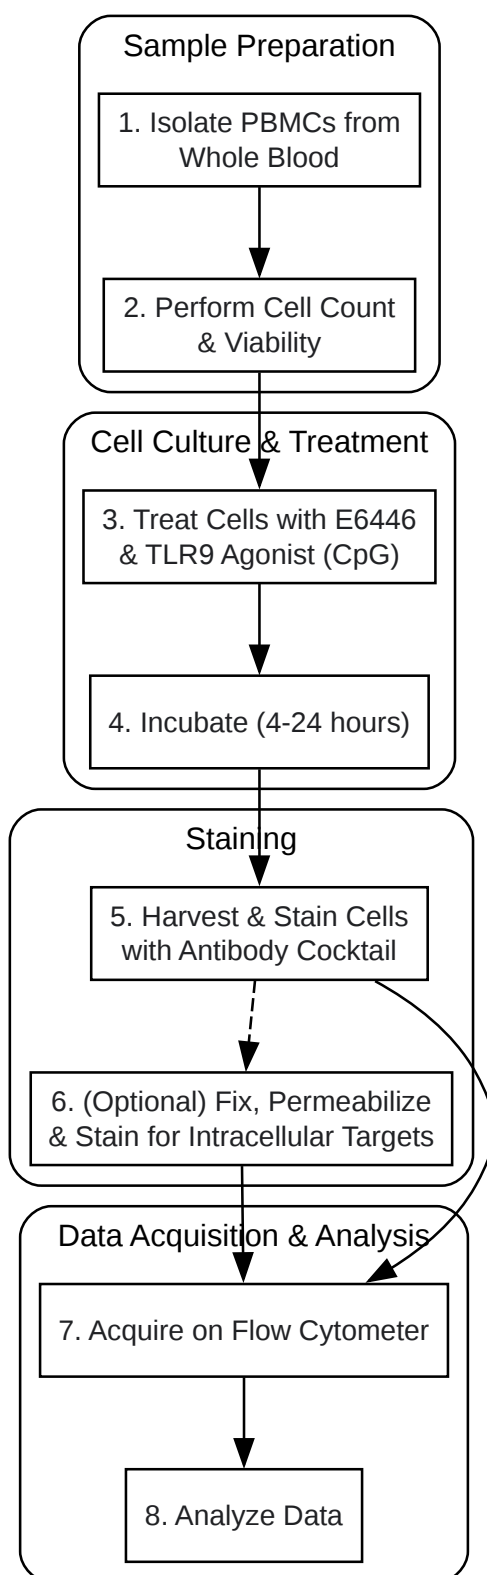 Sample Preparation
1. Isolate PBMCs from
Whole Blood
2. Perform Cell Count
& Viability
Cell Culture & Treatment
3. Treat Cells with E6446
& TLR9 Agonist (CpG)
4. Incubate (4-24 hours)
Staining
5. Harvest & Stain Cells
with Antibody Cocktail
6. (Optional) Fix, Permeabilize
& Stain for Intracellular Targets
Data Acquisition & Analysis
7. Acquire on Flow Cytometer
8. Analyze Data